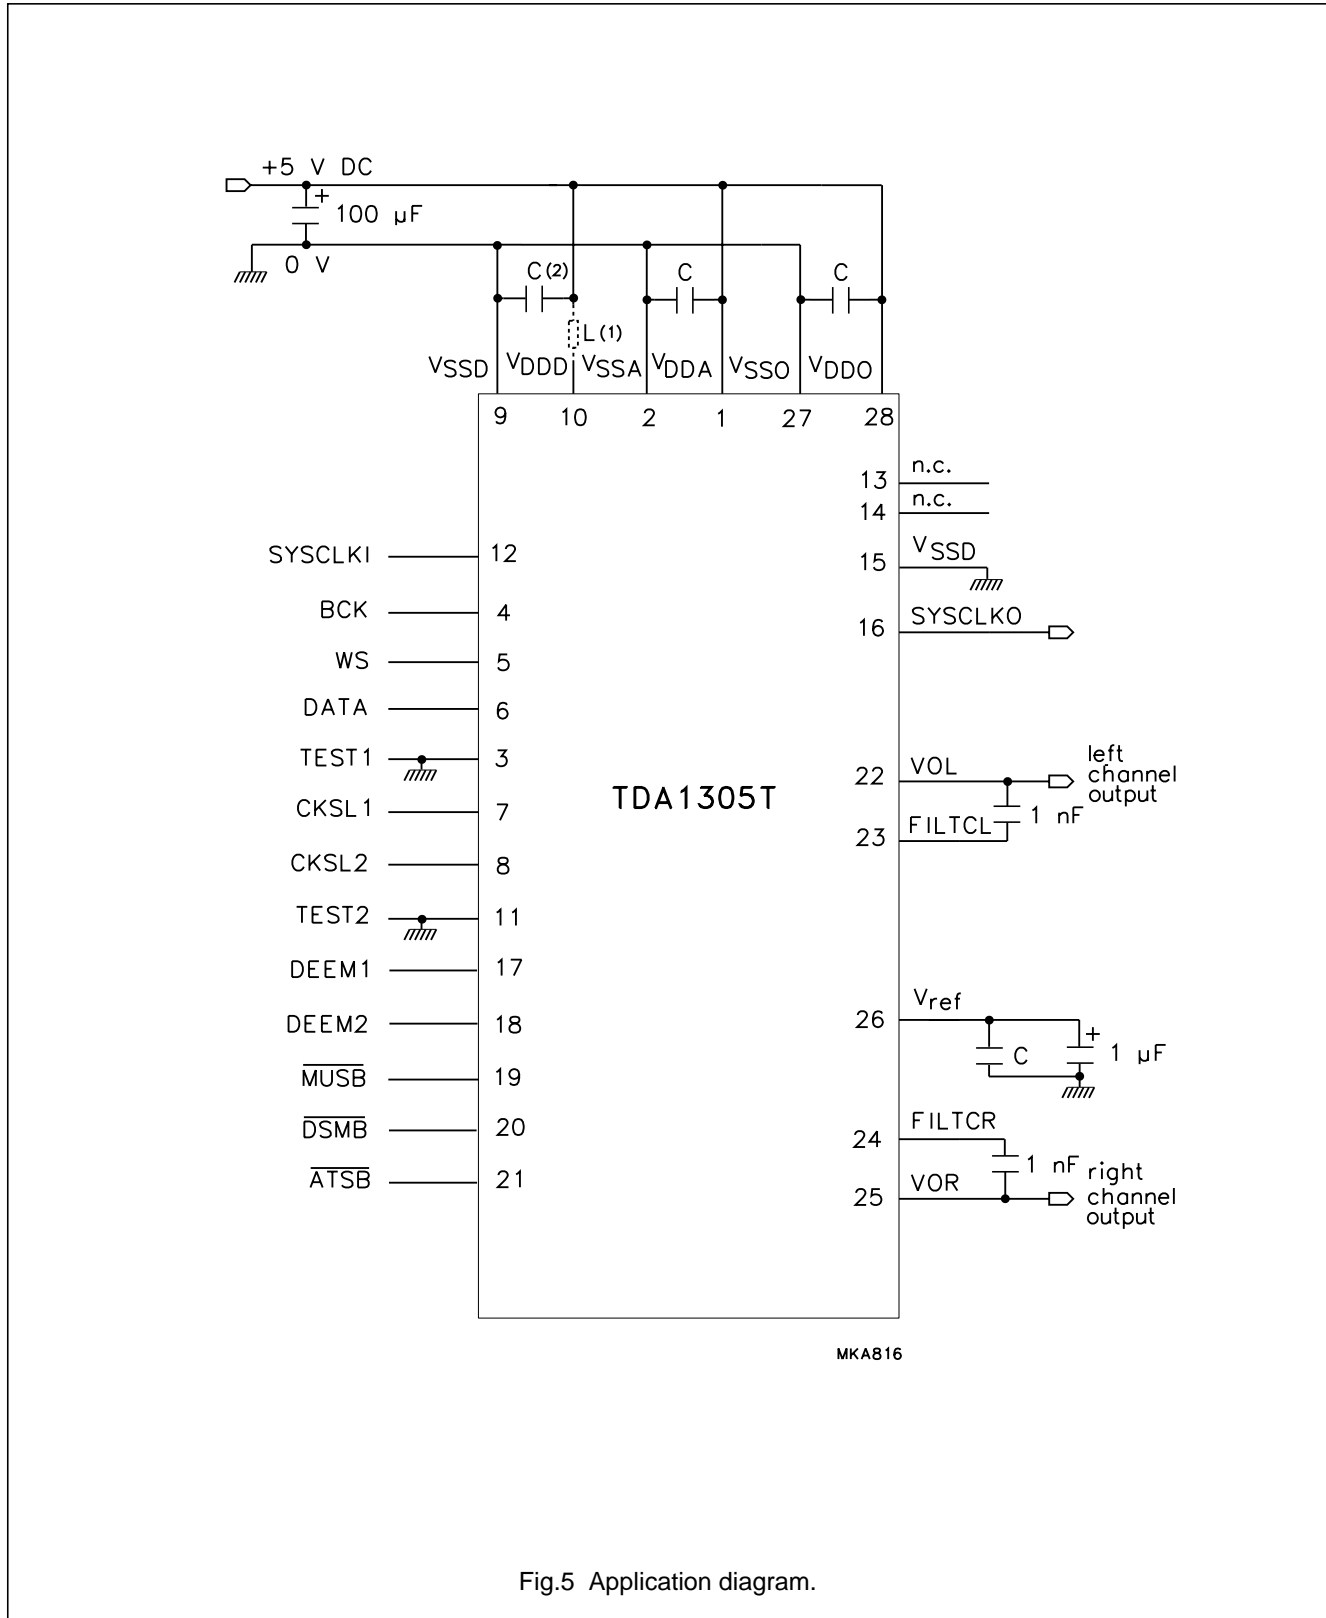 +5 V DC
100 µF
0 V
C(2)
C
C
L(1)
VSSD
VDDD
VSSA
VDDA
VSSO
VDDO
9
10
2
1
27
28
13
n.c.
14
n.c.
15
VSSD
16
SYSCLKO
SYSCLKI
12
BCK
4
WS
5
DATA
6
TEST1
3
CKSL1
7
CKSL2
8
TEST2
11
DEEM1
17
DEEM2
18
MUSB
19
DSMB
20
ATSB
21
TDA1305T
22
VOL
left
channel
output
1 nF
23
FILTCL
26
Vref
C
1 µF
24
FILTCR
1 nF
25
VOR
right
channel
output
MKA816
Fig.5 Application diagram.